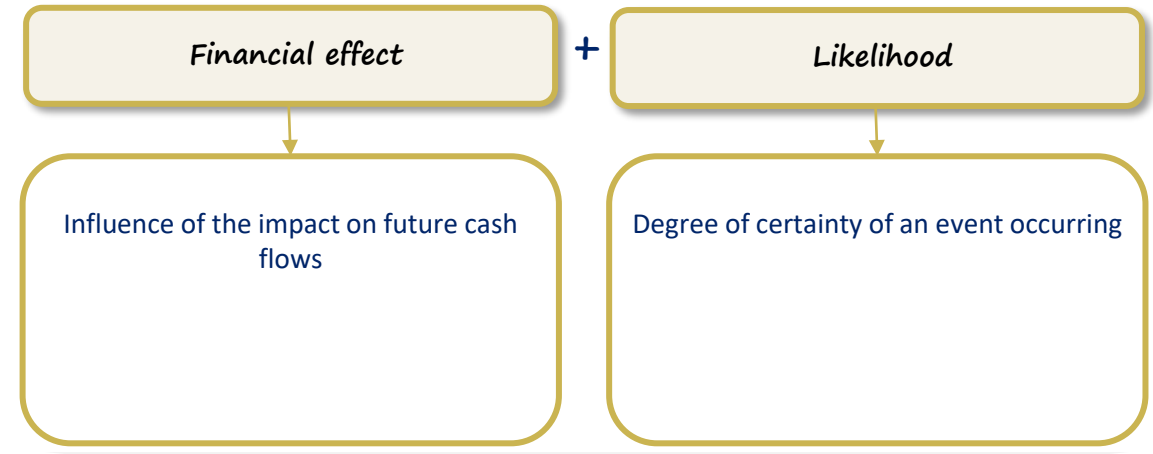 Financial effect
+
Likelihood
Influence of the impact on future cash
flows
Degree of certainty of an event occurring